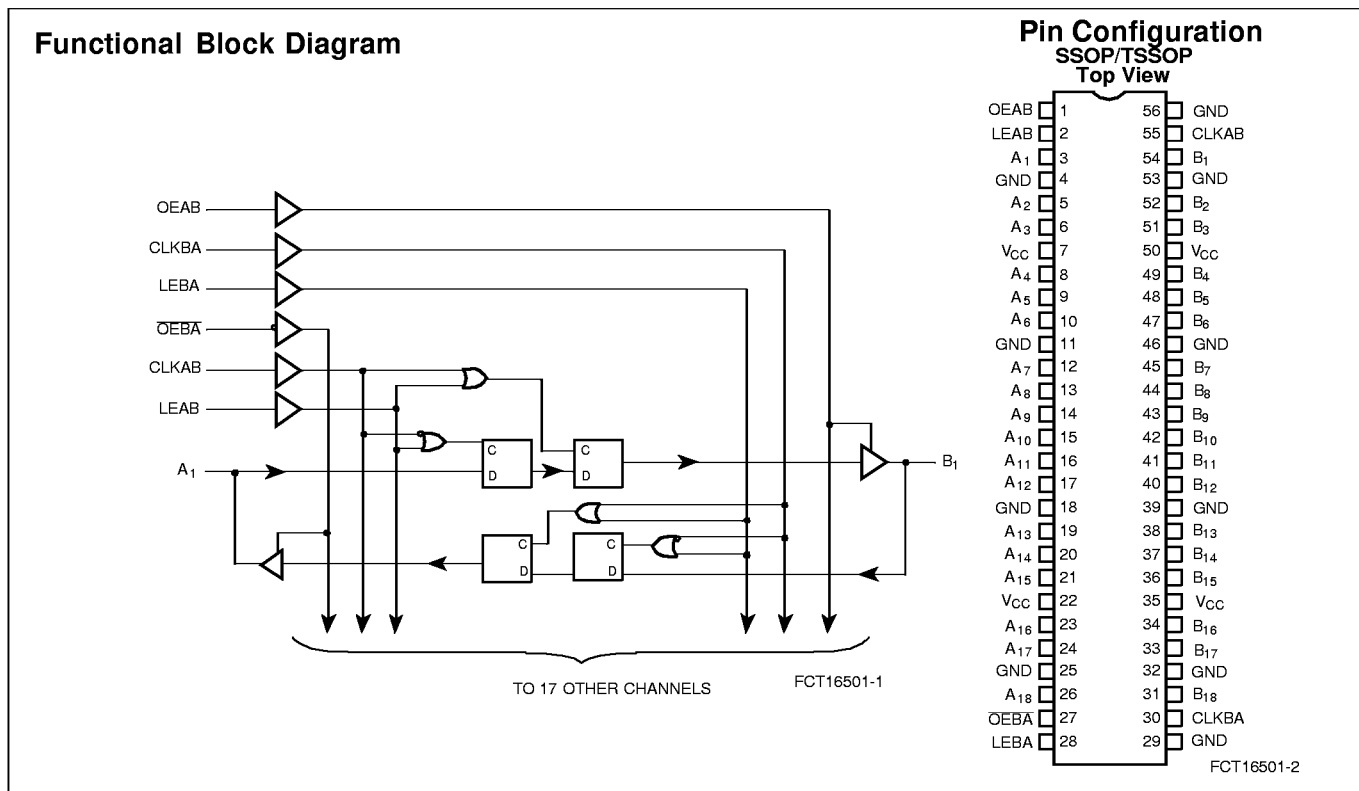 Functional Block Diagram
OEAB
CLKBA
LEBA
OEBA
CLKAB
LEAB
A1
C
D
C
D
B1
C
D
C
D
TO 17 OTHER CHANNELS
FCT16501-1
Pin Configuration
SSOP/TSSOP
Top View
OEAB 1 56 GND
LEAB 2 55 CLKAB
A1 3 54 B1
GND 4 53 GND
A2 5 52 B2
A3 6 51 B3
VCC 7 50 VCC
A4 8 49 B4
A5 9 48 B5
A6 10 47 B6
GND 11 46 GND
A7 12 45 B7
A8 13 44 B8
A9 14 43 B9
A10 15 42 B10
A11 16 41 B11
A12 17 40 B12
GND 18 39 GND
A13 19 38 B13
A14 20 37 B14
A15 21 36 B15
VCC 22 35 VCC
A16 23 34 B16
A17 24 33 B17
GND 25 32 GND
A18 26 31 B18
OEBA 27 30 CLKBA
LEBA 28 29 GND
FCT16501-2